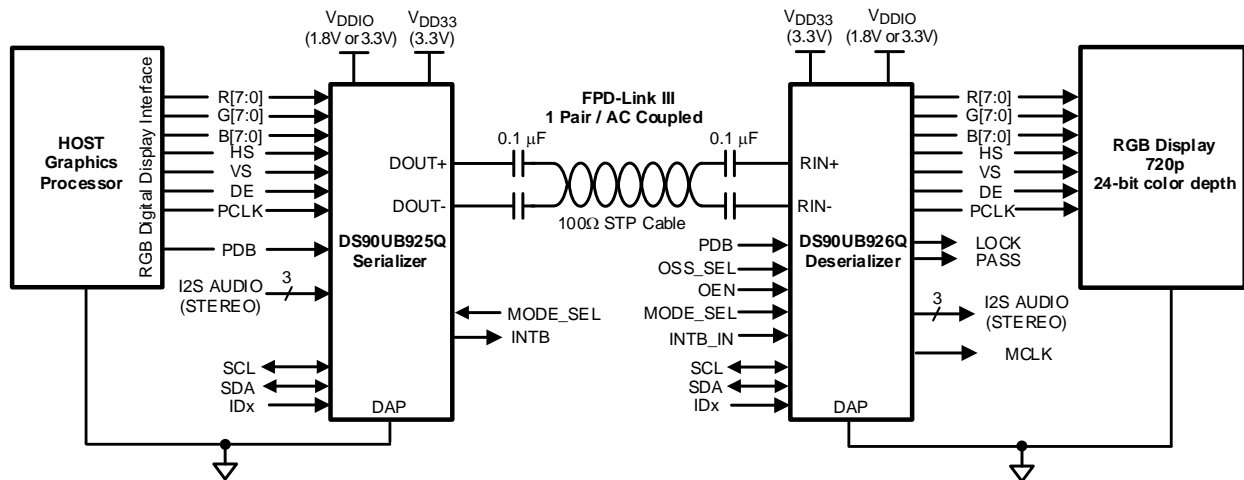 VDDIO
(1.8V or 3.3V)
VDD33
(3.3V)
VDD33
(3.3V)
VDDIO
(1.8V or 3.3V)
HOST
Graphics
Processor
RGB Digital Display Interface
R[7:0]
G[7:0]
B[7:0]
HS
VS
DE
PCLK
PDB
I2S AUDIO
(STEREO)
3
SCL
SDA
IDx
DOUT+
DOUT-
DS90UB925Q
Serializer
DAP
MODE_SEL
INTB
FPD-Link III
1 Pair / AC Coupled
0.1 μF
0.1 μF
100Ω STP Cable
PDB
OSS_SEL
OEN
MODE_SEL
INTB_IN
SCL
SDA
IDx
RIN+
RIN-
DS90UB926Q
Deserializer
DAP
R[7:0]
G[7:0]
B[7:0]
HS
VS
DE
PCLK
LOCK
PASS
3
I2S AUDIO
(STEREO)
MCLK
RGB Display
720p
24-bit color depth